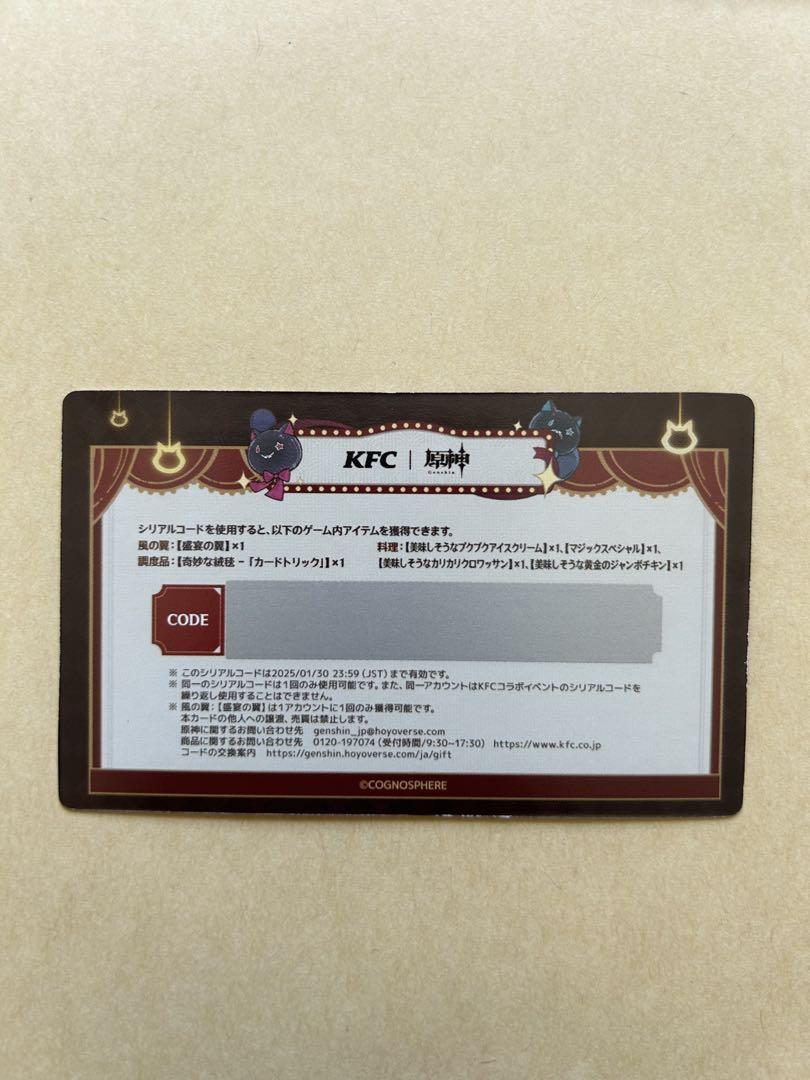 KFC | 原神
Genshin
シリアルコードを使用すると、以下のゲーム内アイテムを獲得できます。
風の翼：【盛宴の翼】×1
調度品：【奇妙な絨毯 － 「カードトリック」】×1
料理：【美味しそうなプクプクアイスクリーム】×1、【マジックスペシャル】×1、
【美味しそうなカリカリクロワッサン】×1、【美味しそうな黄金のジャンボチキン】×1
CODE
※ このシリアルコードは2025/01/30 23:59（JST）まで有効です。
※ 同一のシリアルコードは1回のみ使用可能です。また、同一アカウントはKFCコラボイベントのシリアルコードを
繰り返し使用することはできません。
※ 風の翼：【盛宴の翼】は1アカウントに1回のみ獲得可能です。
本カードの他人への譲渡、売買は禁止します。
原神に関するお問い合わせ先 genshin_jp@hoyoverse.com
商品に関するお問い合わせ先 0120-197074（受付時間/9:30~17:30） https://www.kfc.co.jp
コードの交換案内 https://genshin.hoyoverse.com/ja/gift
©COGNOSPHERE